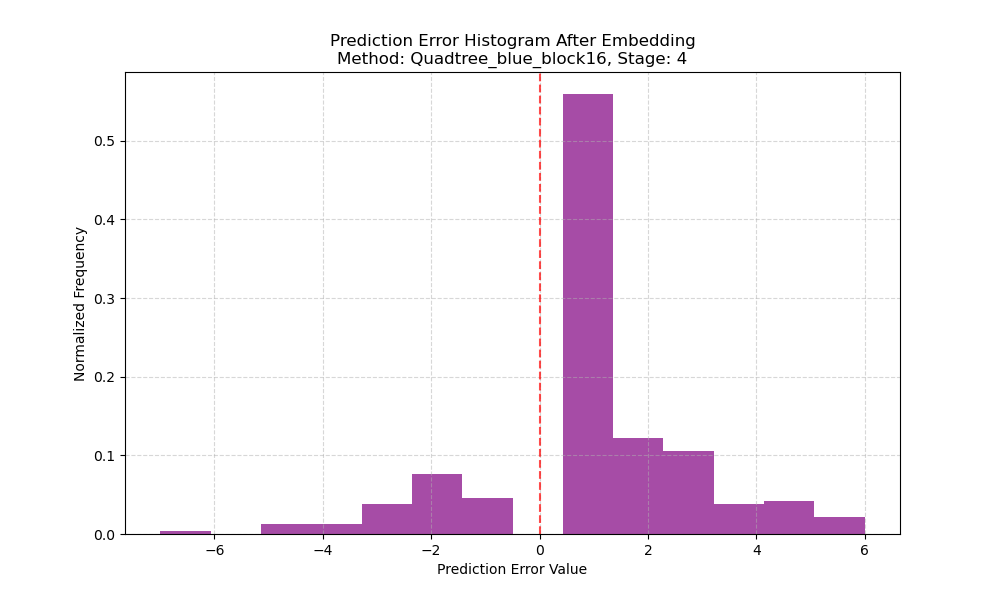 Prediction Error Histogram After Embedding
Method: Quadtree_blue_block16, Stage: 4
Normalized Frequency
0.5
0.4
0.3
0.2
0.1
0.0
−6 −4 −2 0 2 4 6
Prediction Error Value